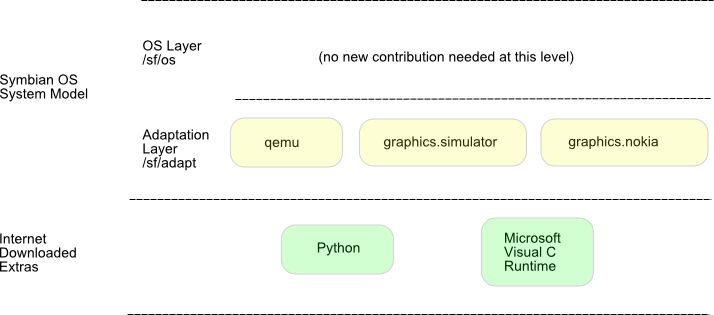 Symbian OS
System Model
OS Layer
/sf/os
(no new contribution needed at this level)
Adaptation
Layer
/sf/adapt
qemu
graphics.simulator
graphics.nokia
Internet
Downloaded
Extras
Python
Microsoft
Visual C
Runtime